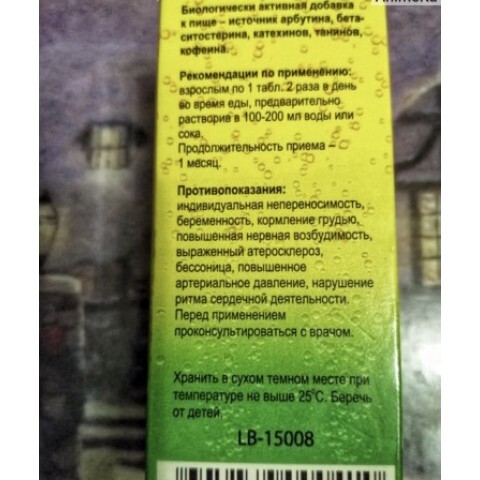 Биологически активная добавка
к пище – источник арбутина, бета-
ситостерина, катехинов, танинов,
кофеина.
Рекомендации по применению:
взрослым по 1 табл. 2 раза в день
во время еды, предварительно
растворив в 100-200 мл воды или
сока.
Продолжительность приема –
1 месяц.
Противопоказания:
индивидуальная непереносимость,
беременность, кормление грудью,
повышенная нервная возбудимость,
выраженный атеросклероз,
бессоница, повышенное
артериальное давление, нарушение
ритма сердечной деятельности.
Перед применением
проконсультироваться с врачом.
Хранить в сухом темном месте при
температуре не выше 25°С. Беречь
от детей.
LB-15008